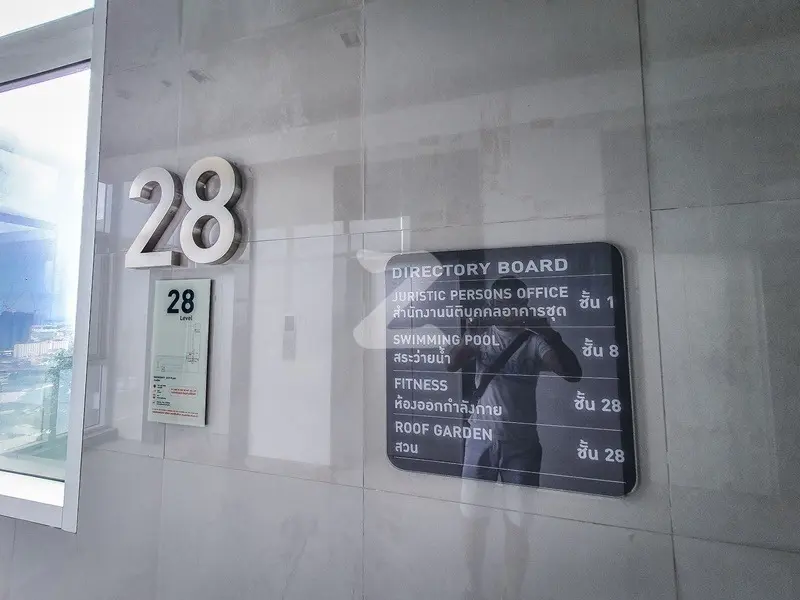 28
28
Level
DIRECTORY BOARD
JURISTIC PERSONS OFFICE
สำนักงานนิติบุคคลอาคารชุด ชั้น 1
SWIMMING POOL
สระว่ายน้ำ ชั้น 8
FITNESS
ห้องออกกำลังกาย ชั้น 28
ROOF GARDEN
สวน ชั้น 28